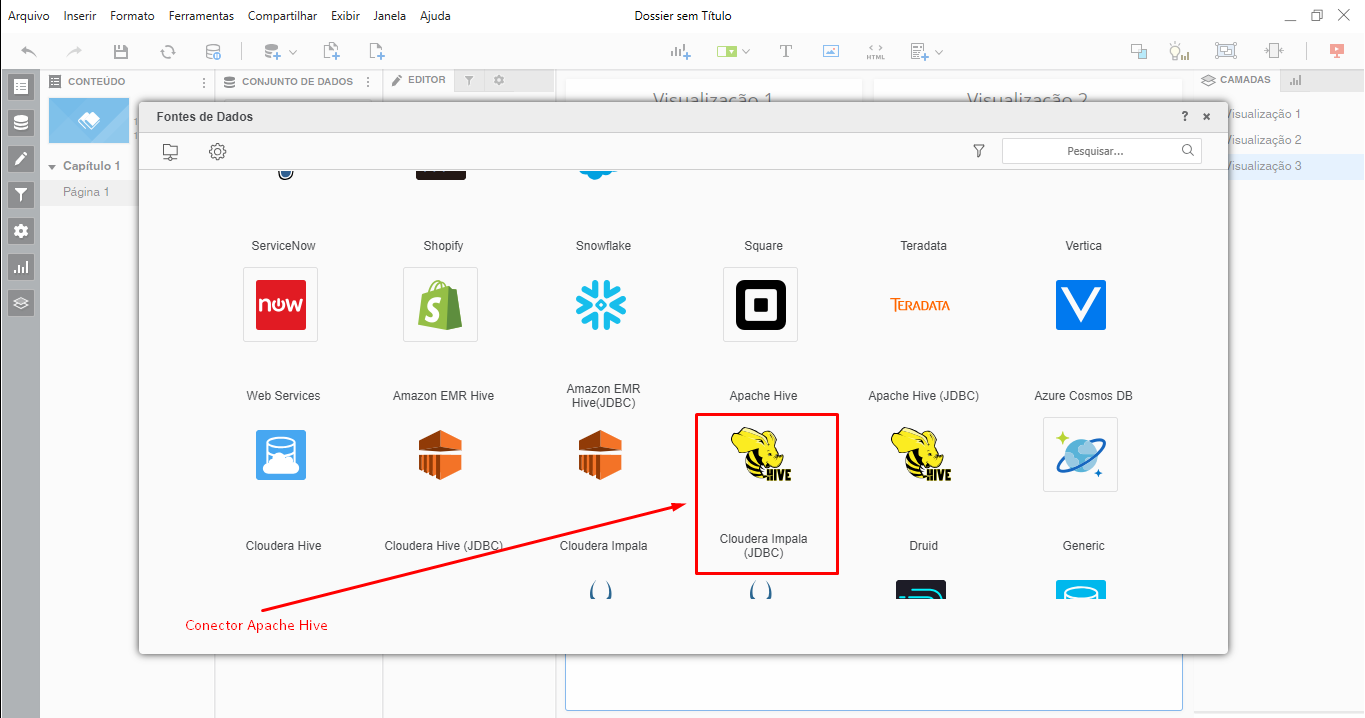 Arquivo Inserir Formato Ferramentas Compartilhar Exibir Janela Ajuda Dossier sem Título
HTML
CONTEÚDO CONJUNTO DE DADOS EDITOR CAMADAS
Visualização 1 Visualização 2
Fontes de Dados ? ×
Visualização 1
Visualização 2
Pesquisar...
Capítulo 1
Visualização 3
Página 1
ServiceNow Shopify Snowflake Square Teradata Vertica
now S TERADATA V
Web Services Amazon EMR Hive Amazon EMR Hive(JDBC) Apache Hive Apache Hive (JDBC) Azure Cosmos DB
HIVE HIVE
Cloudera Hive Cloudera Hive (JDBC) Cloudera Impala Cloudera Impala (JDBC) Druid Generic
Conector Apache Hive